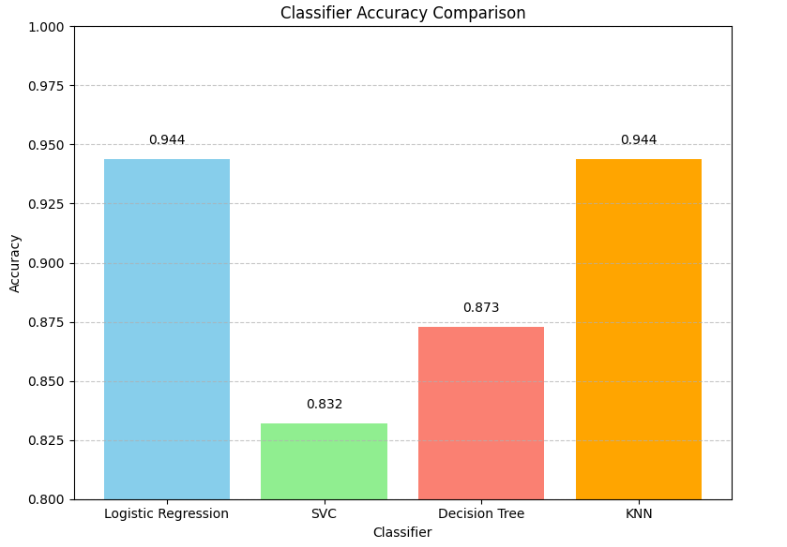 Classifier Accuracy Comparison
1.000
0.975
0.950
0.925
0.900
0.875
0.850
0.825
0.800
Accuracy
0.944
0.832
0.873
0.944
Logistic Regression
SVC
Decision Tree
KNN
Classifier